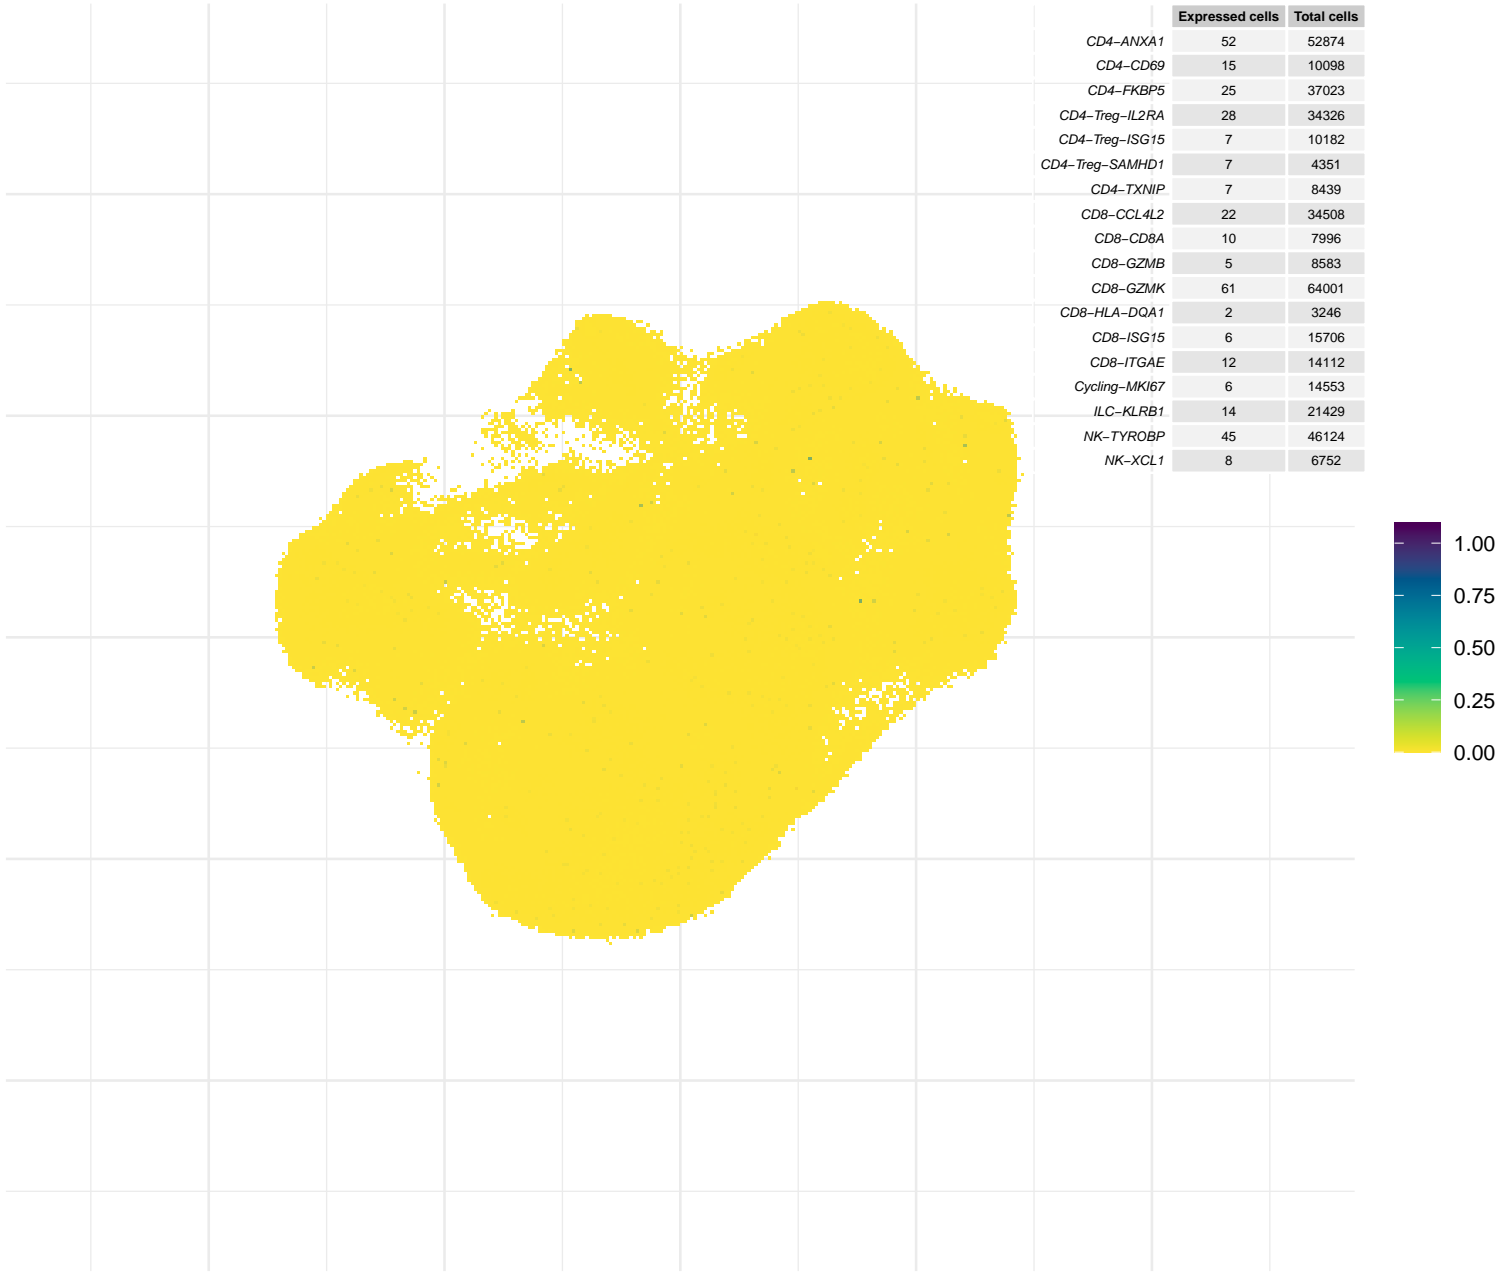 Expressed cells Total cells
CD4−ANXA1 52 52874
CD4−CD69 15 10098
CD4−FKBP5 25 37023
CD4−Treg−IL2RA 28 34326
CD4−Treg−ISG15 7 10182
CD4−Treg−SAMHD1 7 4351
CD4−TXNIP 7 8439
CD8−CCL4L2 22 34508
CD8−CD8A 10 7996
CD8−GZMB 5 8583
CD8−GZMK 61 64001
CD8−HLA−DQA1 2 3246
CD8−ISG15 6 15706
CD8−ITGAE 12 14112
Cycling−MKI67 6 14553
ILC−KLRB1 14 21429
NK−TYROBP 45 46124
NK−XCL1 8 6752
1.00
0.75
0.50
0.25
0.00